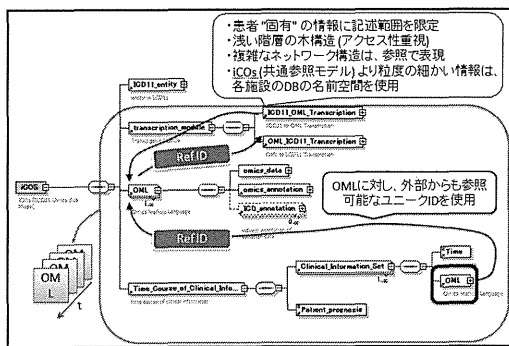 ・患者“固有”の情報に記述範囲を限定
・浅い階層の木構造(アクセス性重視)
・複雑なネットワーク構造は、参照で表現
・iCOs(共通参照モデル)より粒度の細かい情報は、
各施設のDBの名前空間を使用
ICD11_entity
ICD11_OML_Transcription
transcription_module
OML_ICD11_Transcription
Ref ID
omics_data
iCOS
OML
omics_annotation
ICD_annotation
OMLに対し、外部からも参照
可能なユニークIDを使用
Ref ID
Time
Clinical_Information_Set
OML
OM
OM
OM
L
t
Time_Course_of_Clinical_Info...
Patient_prognosis